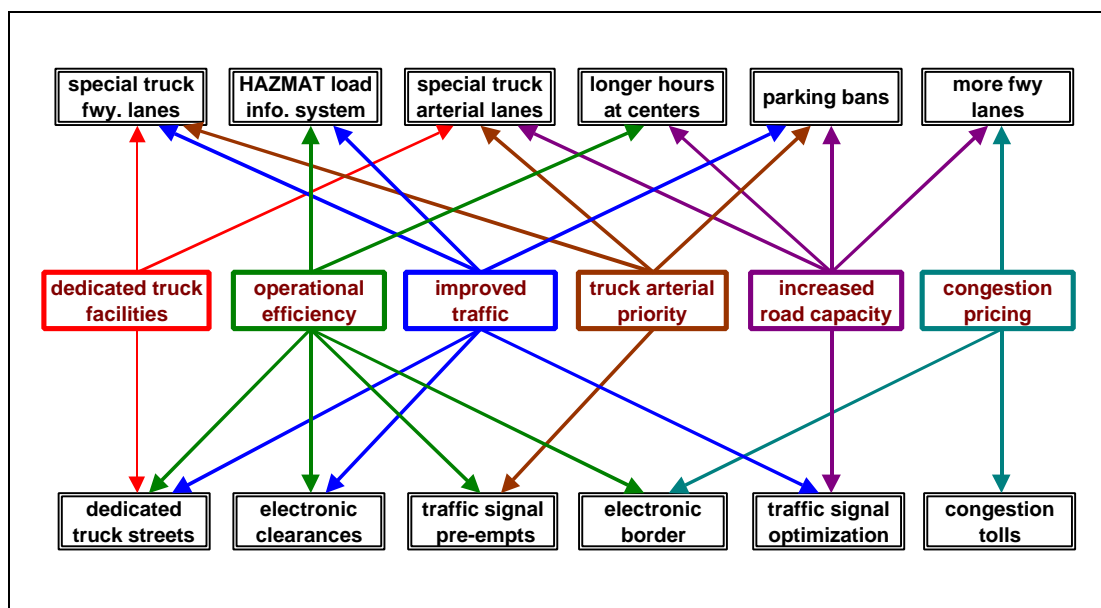 special truck
fwy. lanes
HAZMAT load
info. system
special truck
arterial lanes
longer hours
at centers
parking bans
more fwy
lanes
dedicated truck
facilities
operational
efficiency
improved
traffic
truck arterial
priority
increased
road capacity
congestion
pricing
dedicated
truck streets
electronic
clearances
traffic signal
pre-empts
electronic
border
traffic signal
optimization
congestion
tolls